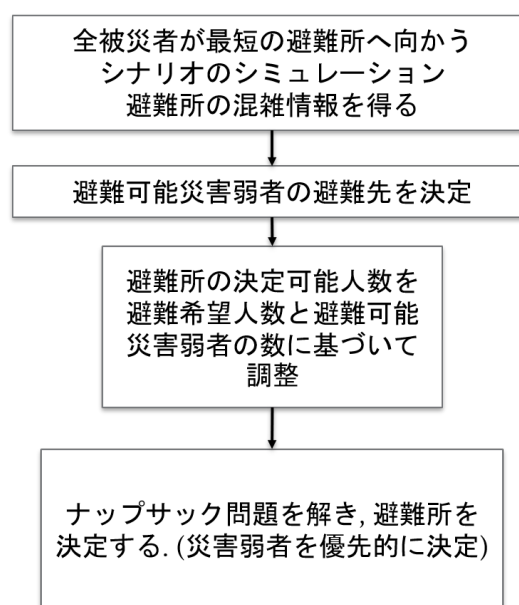 全被災者が最短の避難所へ向かう
シナリオのシミュレーション
避難所の混雑情報を得る
避難可能災害弱者の避難先を決定
避難所の決定可能人数を
避難希望人数と避難可能
災害弱者の数に基づいて
調整
ナップサック問題を解き, 避難所を
決定する. (災害弱者を優先的に決定)